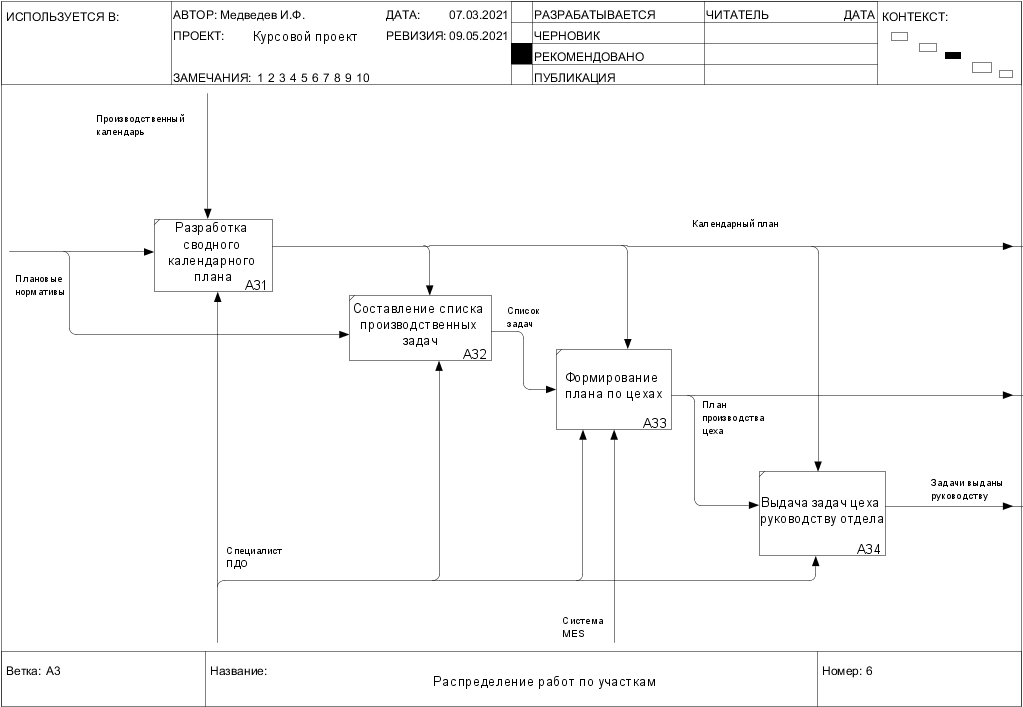 ИСПОЛЬЗУЕТСЯ В:
АВТОР: Медведев И.Ф.
ДАТА: 07.03.2021
ПРОЕКТ: Курсовой проект
РЕВИЗИЯ: 09.05.2021
ЗАМЕЧАНИЯ: 1 2 3 4 5 6 7 8 9 10
РАЗРАБАТЫВАЕТСЯ
ЧЕРНОВИК
РЕКОМЕНДОВАНО
ПУБЛИКАЦИЯ
ЧИТАТЕЛЬ
ДАТА
КОНТЕКСТ:
Производственный
календарь
Разработка
сводного
календарного
плана
A31
Календарный план
Плановые
нормативы
Составление списка
производственных
задач
A32
Список
задач
Формирование
плана по цехах
A33
План
производства
цеха
Выдача задач цеха
руководству отдела
A34
Задачи выданы
руководству
Специалист
ПДО
Система
MES
Ветка: A3
Название:
Распределение работ по участкам
Номер: 6